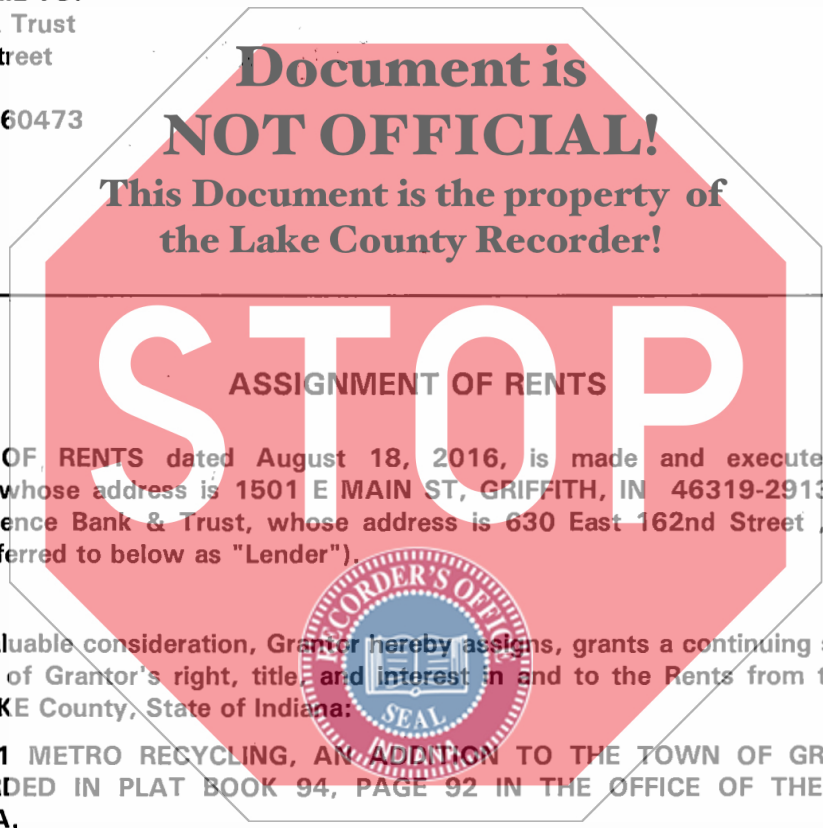 Trust
treet
60473
Document is
NOT OFFICIAL!
This Document is the property of
the Lake County Recorder!
STOP
ASSIGNMENT OF RENTS
OF RENTS dated August 18, 2016, is made and execute
whose address is 1501 E MAIN ST, GRIFFITH, IN 46319-2913
ence Bank & Trust, whose address is 630 East 162nd Street ,
ferred to below as "Lender").
RECORDER'S OFFICE
luable consideration, Grantor hereby assigns, grants a continuing s
of Grantor's right, title, and interest in and to the Rents from t
KE County, State of Indiana:
SEAL
INDIANA
1 METRO RECYCLING, AN ADDITION TO THE TOWN OF GR
DED IN PLAT BOOK 94, PAGE 92 IN THE OFFICE OF THE
A.